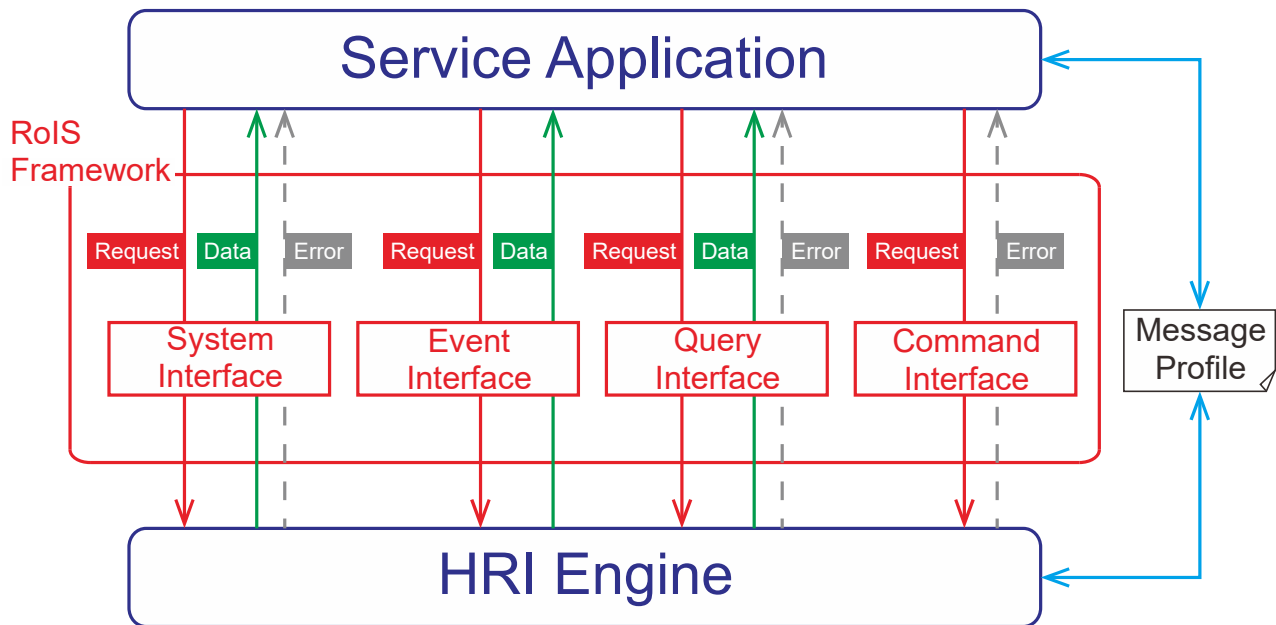 Service Application
RoIS
Framework
Request
Data
Error
Request
Data
Request
Data
Error
Request
Error
System
Interface
Event
Interface
Query
Interface
Command
Interface
Message
Profile
HRI Engine